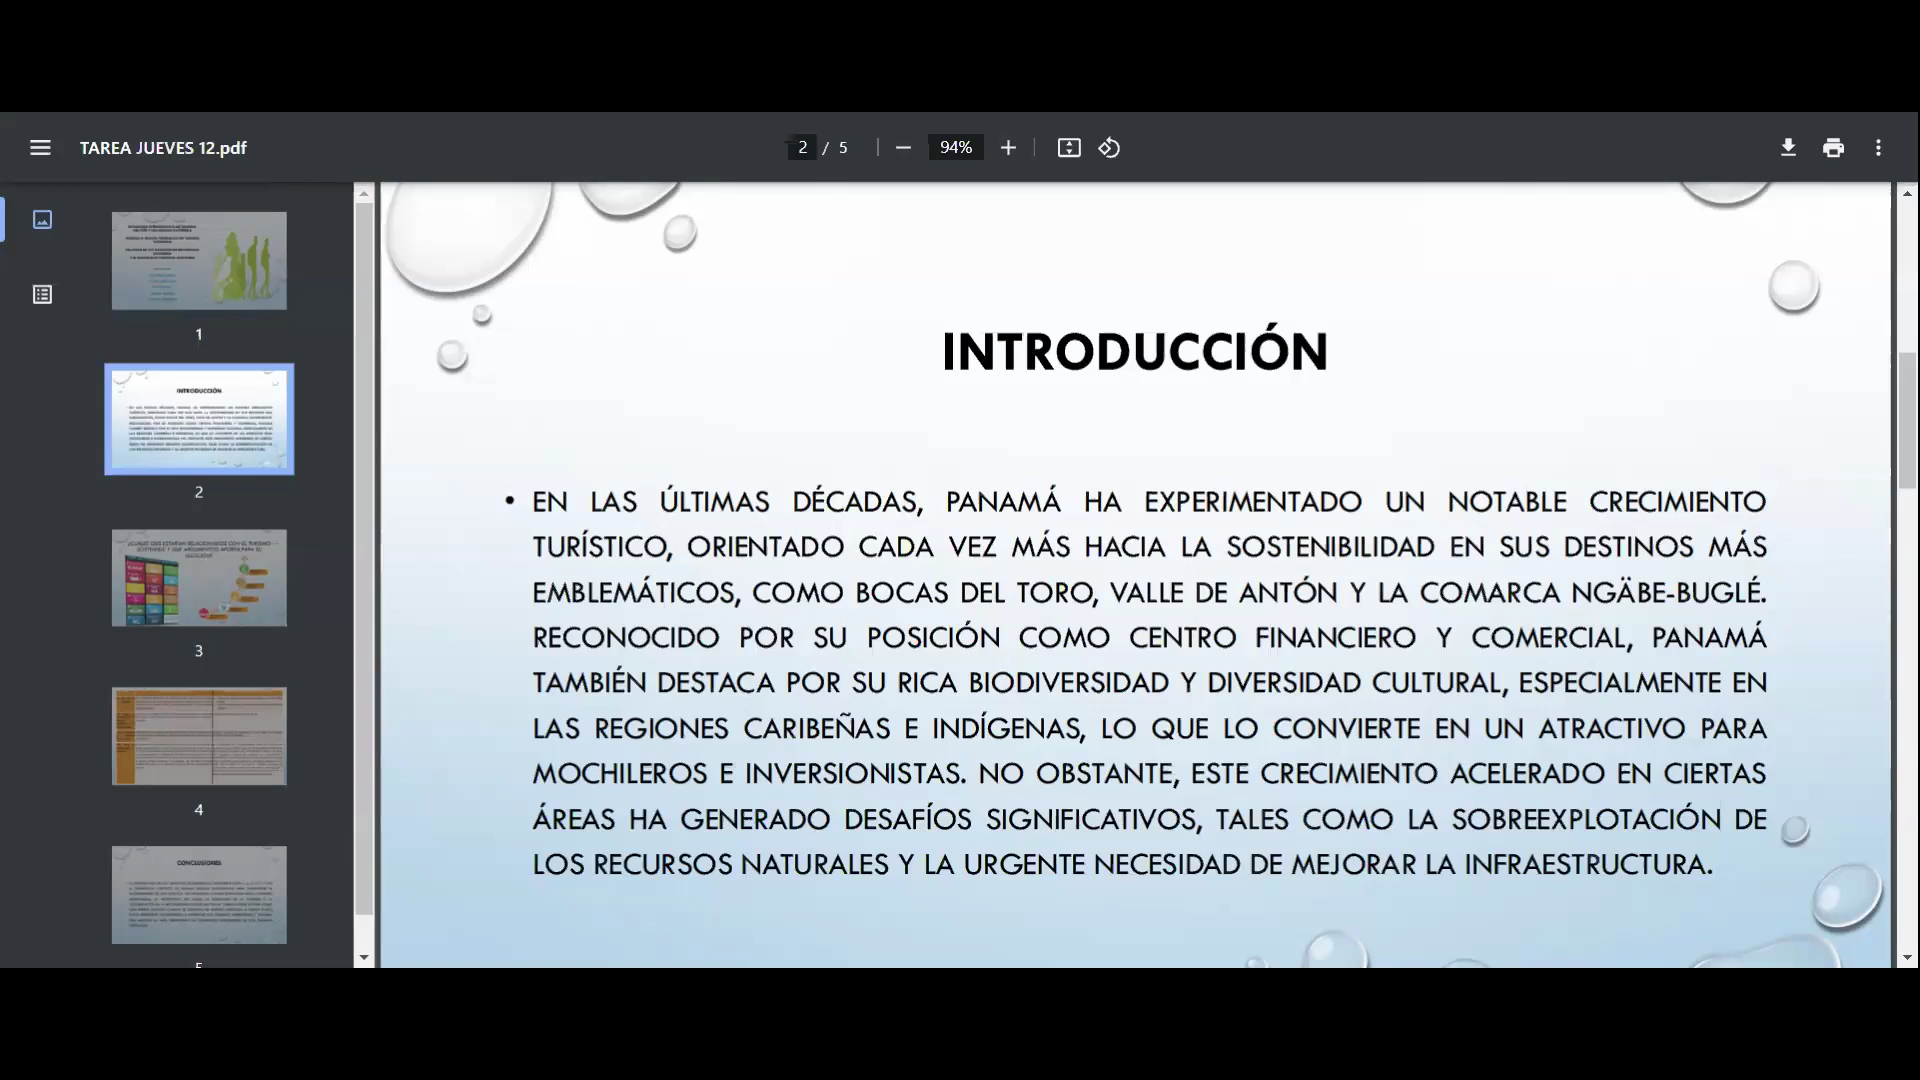 TAREA JUEVES 12.pdf
2 / 5
94%
1
INTRODUCCIÓN
2
3
4
CONCLUSIONES
INTRODUCCIÓN
• EN LAS ÚLTIMAS DÉCADAS, PANAMÁ HA EXPERIMENTADO UN NOTABLE CRECIMIENTO
TURÍSTICO, ORIENTADO CADA VEZ MÁS HACIA LA SOSTENIBILIDAD EN SUS DESTINOS MÁS
EMBLEMÁTICOS, COMO BOCAS DEL TORO, VALLE DE ANTÓN Y LA COMARCA NGÄBE-BUGLÉ.
RECONOCIDO POR SU POSICIÓN COMO CENTRO FINANCIERO Y COMERCIAL, PANAMÁ
TAMBIÉN DESTACA POR SU RICA BIODIVERSIDAD Y DIVERSIDAD CULTURAL, ESPECIALMENTE EN
LAS REGIONES CARIBEÑAS E INDÍGENAS, LO QUE LO CONVIERTE EN UN ATRACTIVO PARA
MOCHILEROS E INVERSIONISTAS. NO OBSTANTE, ESTE CRECIMIENTO ACELERADO EN CIERTAS
ÁREAS HA GENERADO DESAFÍOS SIGNIFICATIVOS, TALES COMO LA SOBREEXPLOTACIÓN DE
LOS RECURSOS NATURALES Y LA URGENTE NECESIDAD DE MEJORAR LA INFRAESTRUCTURA.